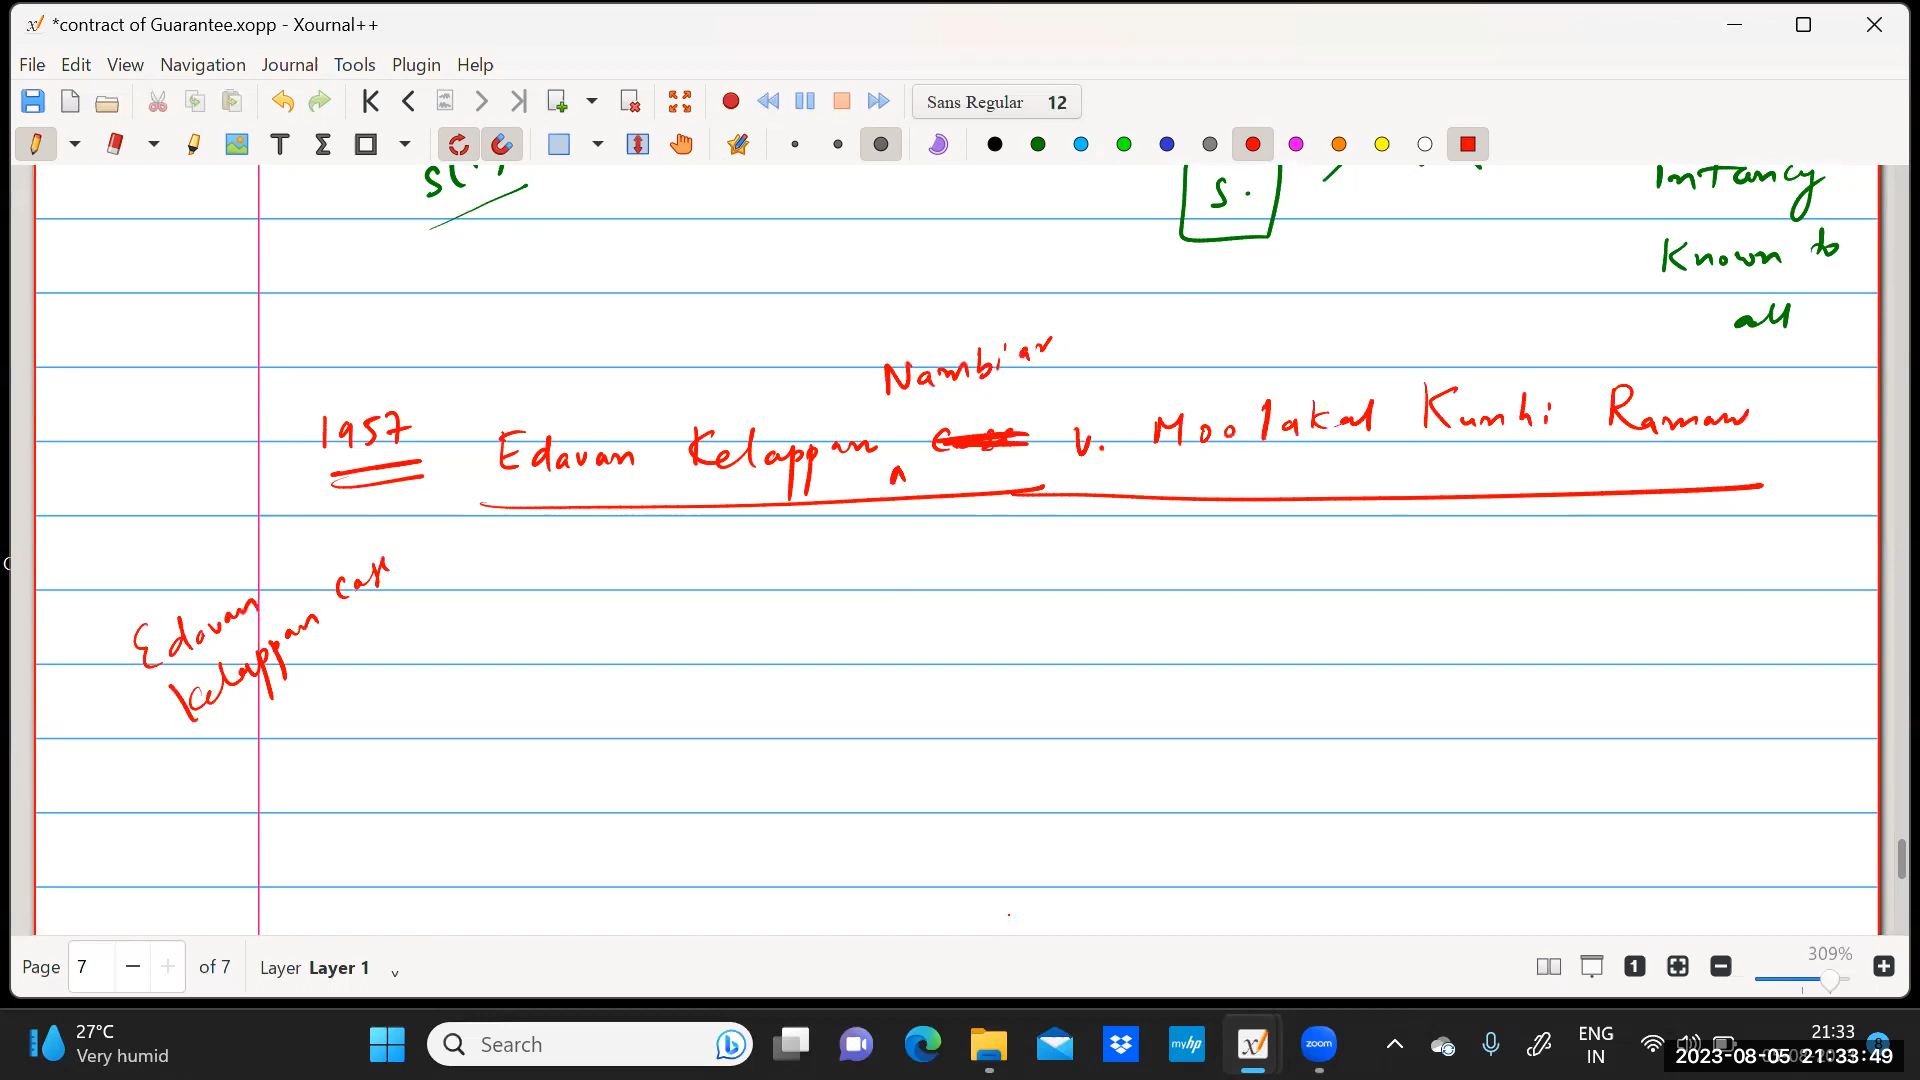 *contract of Guarantee.xopp - Xournal++
File Edit View Navigation Journal Tools Plugin Help
Sans Regular 12
S.
Infancy
Known to
all
Nambiar
1957 Edavan Kelappan v. Moolakal Kunhi Raman
Edavan
Kelappan case
Page 7 of 7 Layer Layer 1
309%
27°C
Very humid
Search
myhp
zoom
ENG
IN
21:33
2023-08-05 21:33:49